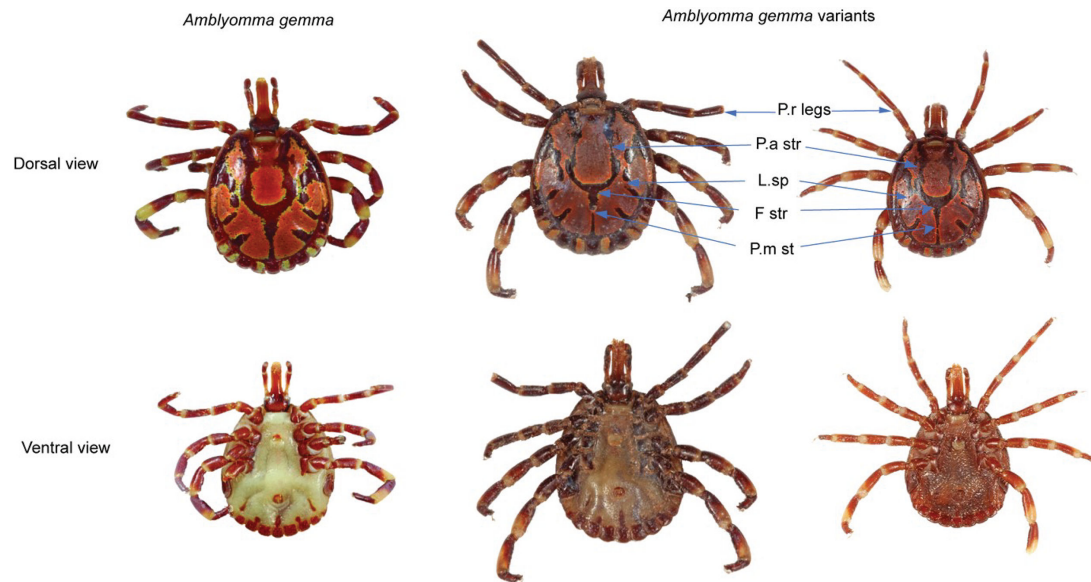 Amblyomma gemma
Amblyomma gemma variants
Dorsal view
P.r legs
P.a str
L.sp
F str
P.m st
Ventral view